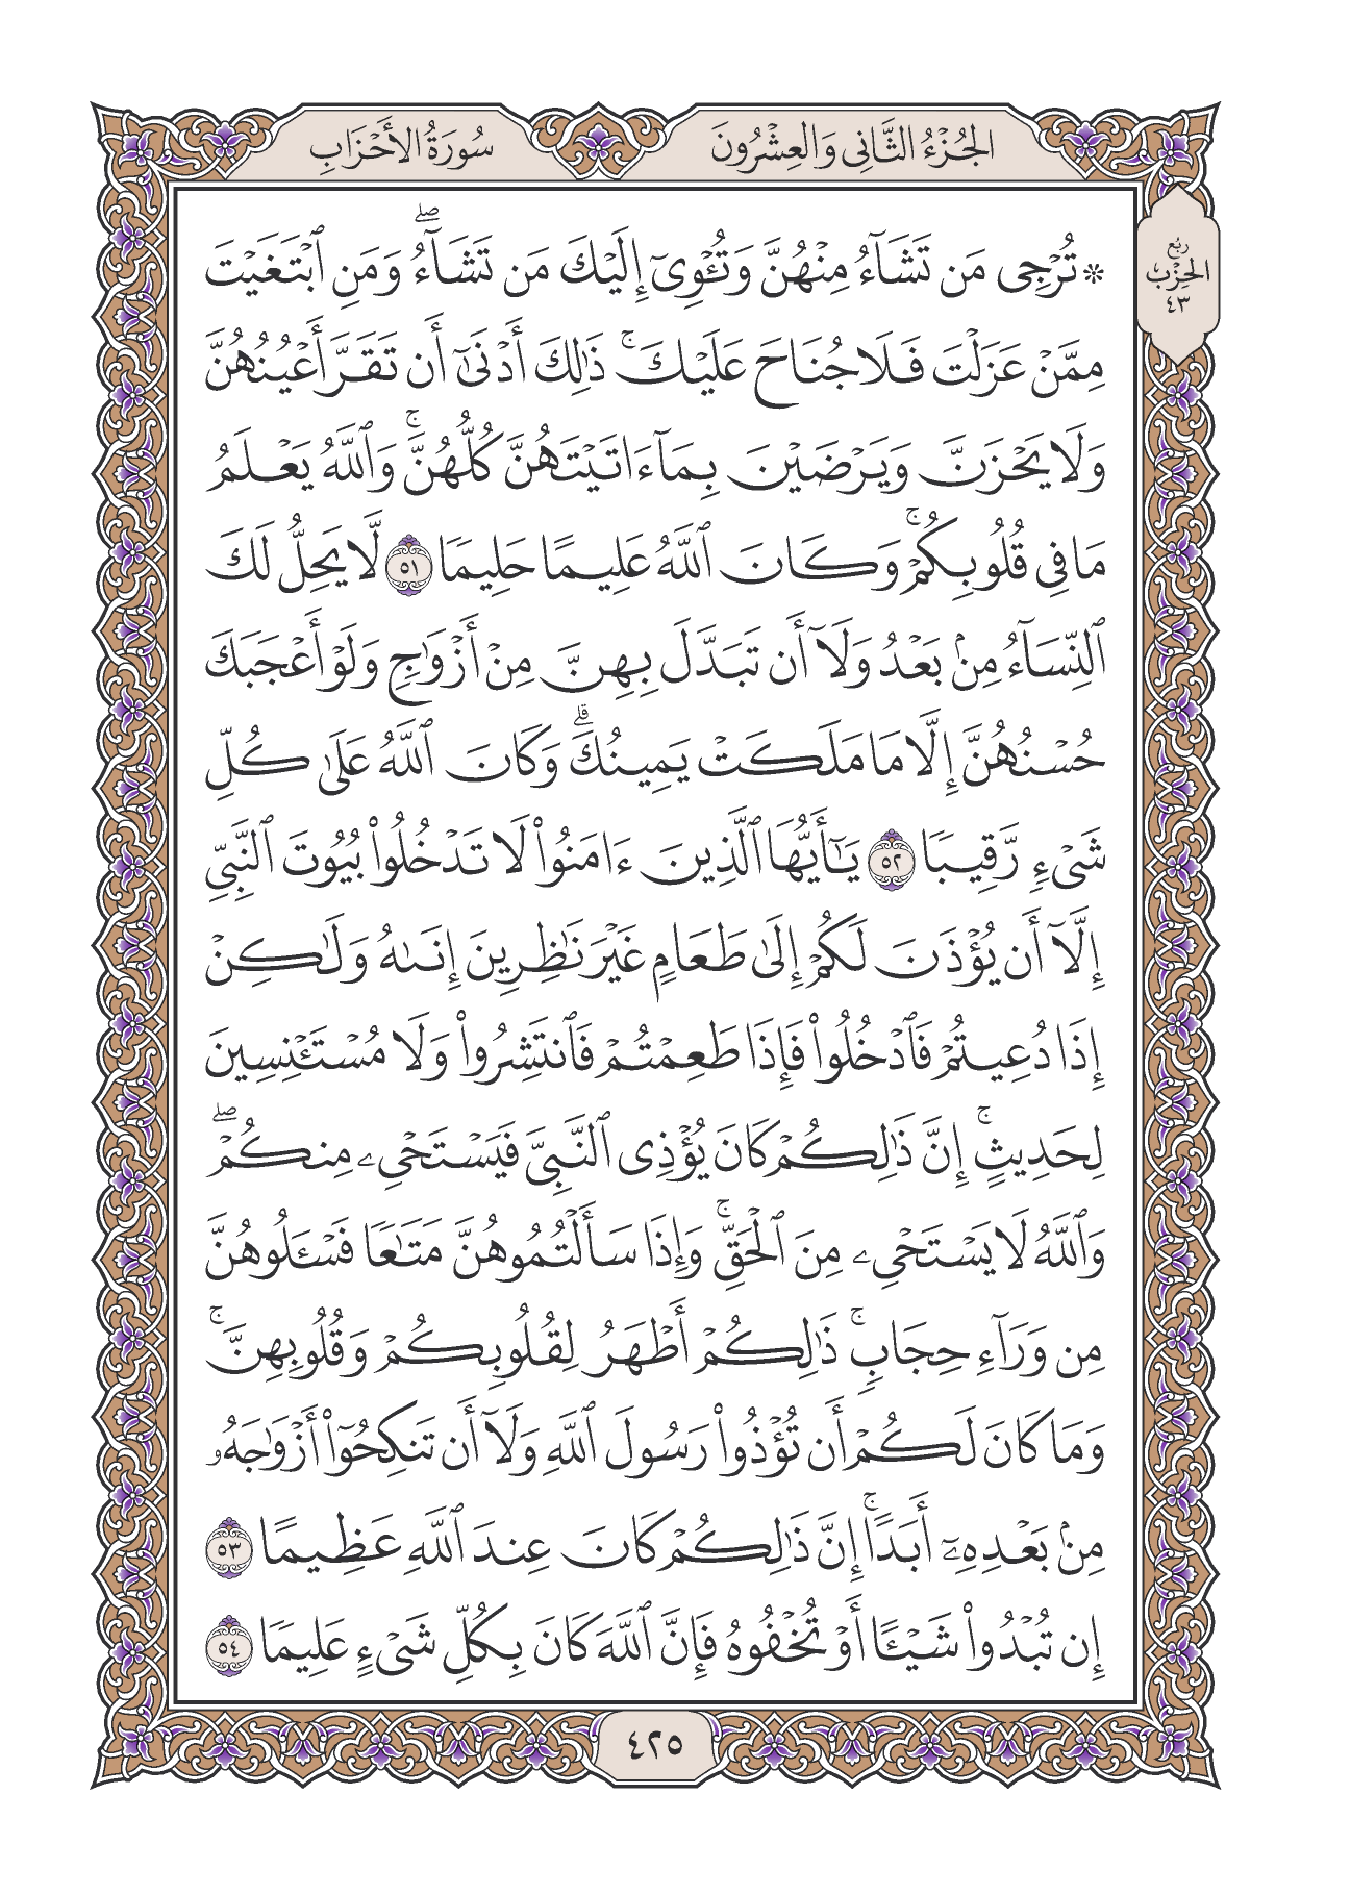 الجُزْءُ الثَّانِي وَالعِشْرُونَ
سُورَةُ الأَحْزَابِ
ربع
الحِزْب
٤٣
۞ تُرْجِى مَن تَشَآءُ مِنْهُنَّ وَتُـْٔوِىٓ إِلَيْكَ مَن تَشَآءُۖ وَمَنِ ٱبْتَغَيْتَ
مِمَّنْ عَزَلْتَ فَلَا جُنَاحَ عَلَيْكَۚ ذَٰلِكَ أَدْنَىٰٓ أَن تَقَرَّ أَعْيُنُهُنَّ
وَلَا يَحْزَنَّ وَيَرْضَيْنَ بِمَآ ءَاتَيْتَهُنَّ كُلُّهُنَّۚ وَٱللَّهُ يَعْلَمُ
مَا فِى قُلُوبِكُمْۚ وَكَانَ ٱللَّهُ عَلِيمًا حَلِيمًا ٥١ لَّا يَحِلُّ لَكَ
ٱلنِّسَآءُ مِنۢ بَعْدُ وَلَآ أَن تَبَدَّلَ بِهِنَّ مِنْ أَزْوَٰجٍ وَلَوْ أَعْجَبَكَ
حُسْنُهُنَّ إِلَّا مَا مَلَكَتْ يَمِينُكَۗ وَكَانَ ٱللَّهُ عَلَىٰ كُلِّ
شَىْءٍ رَّقِيبًا ٥٢ يَـٰٓأَيُّهَا ٱلَّذِينَ ءَامَنُوا۟ لَا تَدْخُلُوا۟ بُيُوتَ ٱلنَّبِىِّ
إِلَّآ أَن يُؤْذَنَ لَكُمْ إِلَىٰ طَعَامٍ غَيْرَ نَـٰظِرِينَ إِنَىٰهُ وَلَـٰكِنْ
إِذَا دُعِيتُمْ فَٱدْخُلُوا۟ فَإِذَا طَعِمْتُمْ فَٱنتَشِرُوا۟ وَلَا مُسْتَـْٔنِسِينَ
لِحَدِيثٍۚ إِنَّ ذَٰلِكُمْ كَانَ يُؤْذِى ٱلنَّبِىَّ فَيَسْتَحْىِۦ مِنكُمْۖ
وَٱللَّهُ لَا يَسْتَحْىِۦ مِنَ ٱلْحَقِّۚ وَإِذَا سَأَلْتُمُوهُنَّ مَتَـٰعًا فَسْـَٔلُوهُنَّ
مِن وَرَآءِ حِجَابٍۚ ذَٰلِكُمْ أَطْهَرُ لِقُلُوبِكُمْ وَقُلُوبِهِنَّۚ
وَمَا كَانَ لَكُمْ أَن تُؤْذُوا۟ رَسُولَ ٱللَّهِ وَلَآ أَن تَنكِحُوٓا۟ أَزْوَٰجَهُۥ
مِنۢ بَعْدِهِۦٓ أَبَدًاۚ إِنَّ ذَٰلِكُمْ كَانَ عِندَ ٱللَّهِ عَظِيمًا ٥٣
إِن تُبْدُوا۟ شَيْـًٔا أَوْ تُخْفُوهُ فَإِنَّ ٱللَّهَ كَانَ بِكُلِّ شَىْءٍ عَلِيمًا ٥٤
٤٢٥